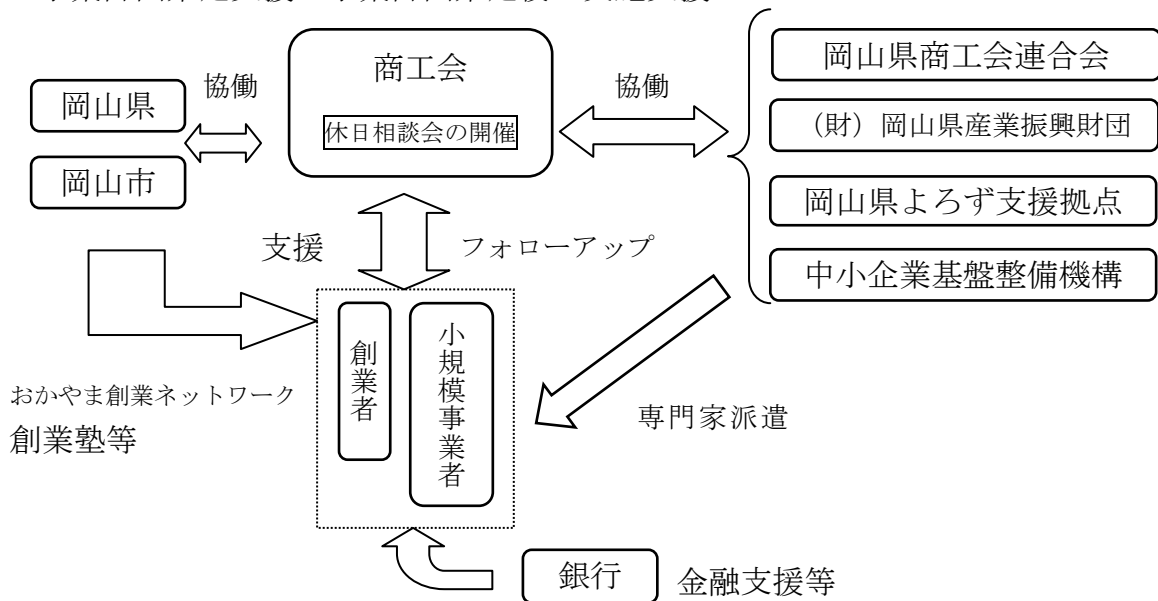 商工会
休日相談会の開催
岡山県
岡山市
協働
協働
岡山県商工会連合会
（財）岡山県産業振興財団
岡山県よろず支援拠点
中小企業基盤整備機構
支援
フォローアップ
創業者
小規模事業者
おかやま創業ネットワーク
創業塾等
専門家派遣
銀行
金融支援等